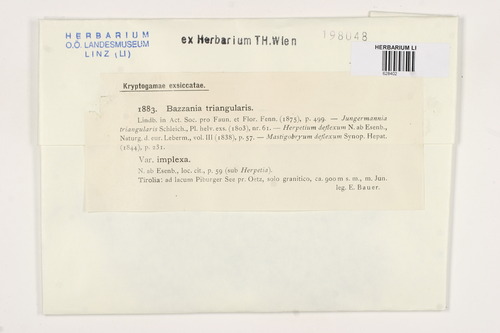 HERBARIUM
O.Ö. LANDESMUSEUM
LINZ (LI)
ex Herbarium TH.Wien
198048
HERBARIUM LI
Kryptogamae exsiccatae.
1883. Bazzania triangularis.
Lindb. in Act. Soc. pro Faun. et Flor. Fenn. (1875), p. 499. — Jungermannia
triangularis Schleich., Pl. helv. exs. (1803), nr. 61. — Herpetium deflexum N. ab Esenb.,
Naturg. d. eur. Leberm., vol. III (1838), p. 57. — Mastigobryum deflexum Synop. Hepat.
(1844), p. 231.
Var. implexa.
N. ab Esenb., loc. cit., p. 59 (sub Herpetio).
Tirolia: ad lacum Piburger See pr. Oetz, solo granitico, ca. 900 m s. m., m. Jun.
leg. E. Bauer.